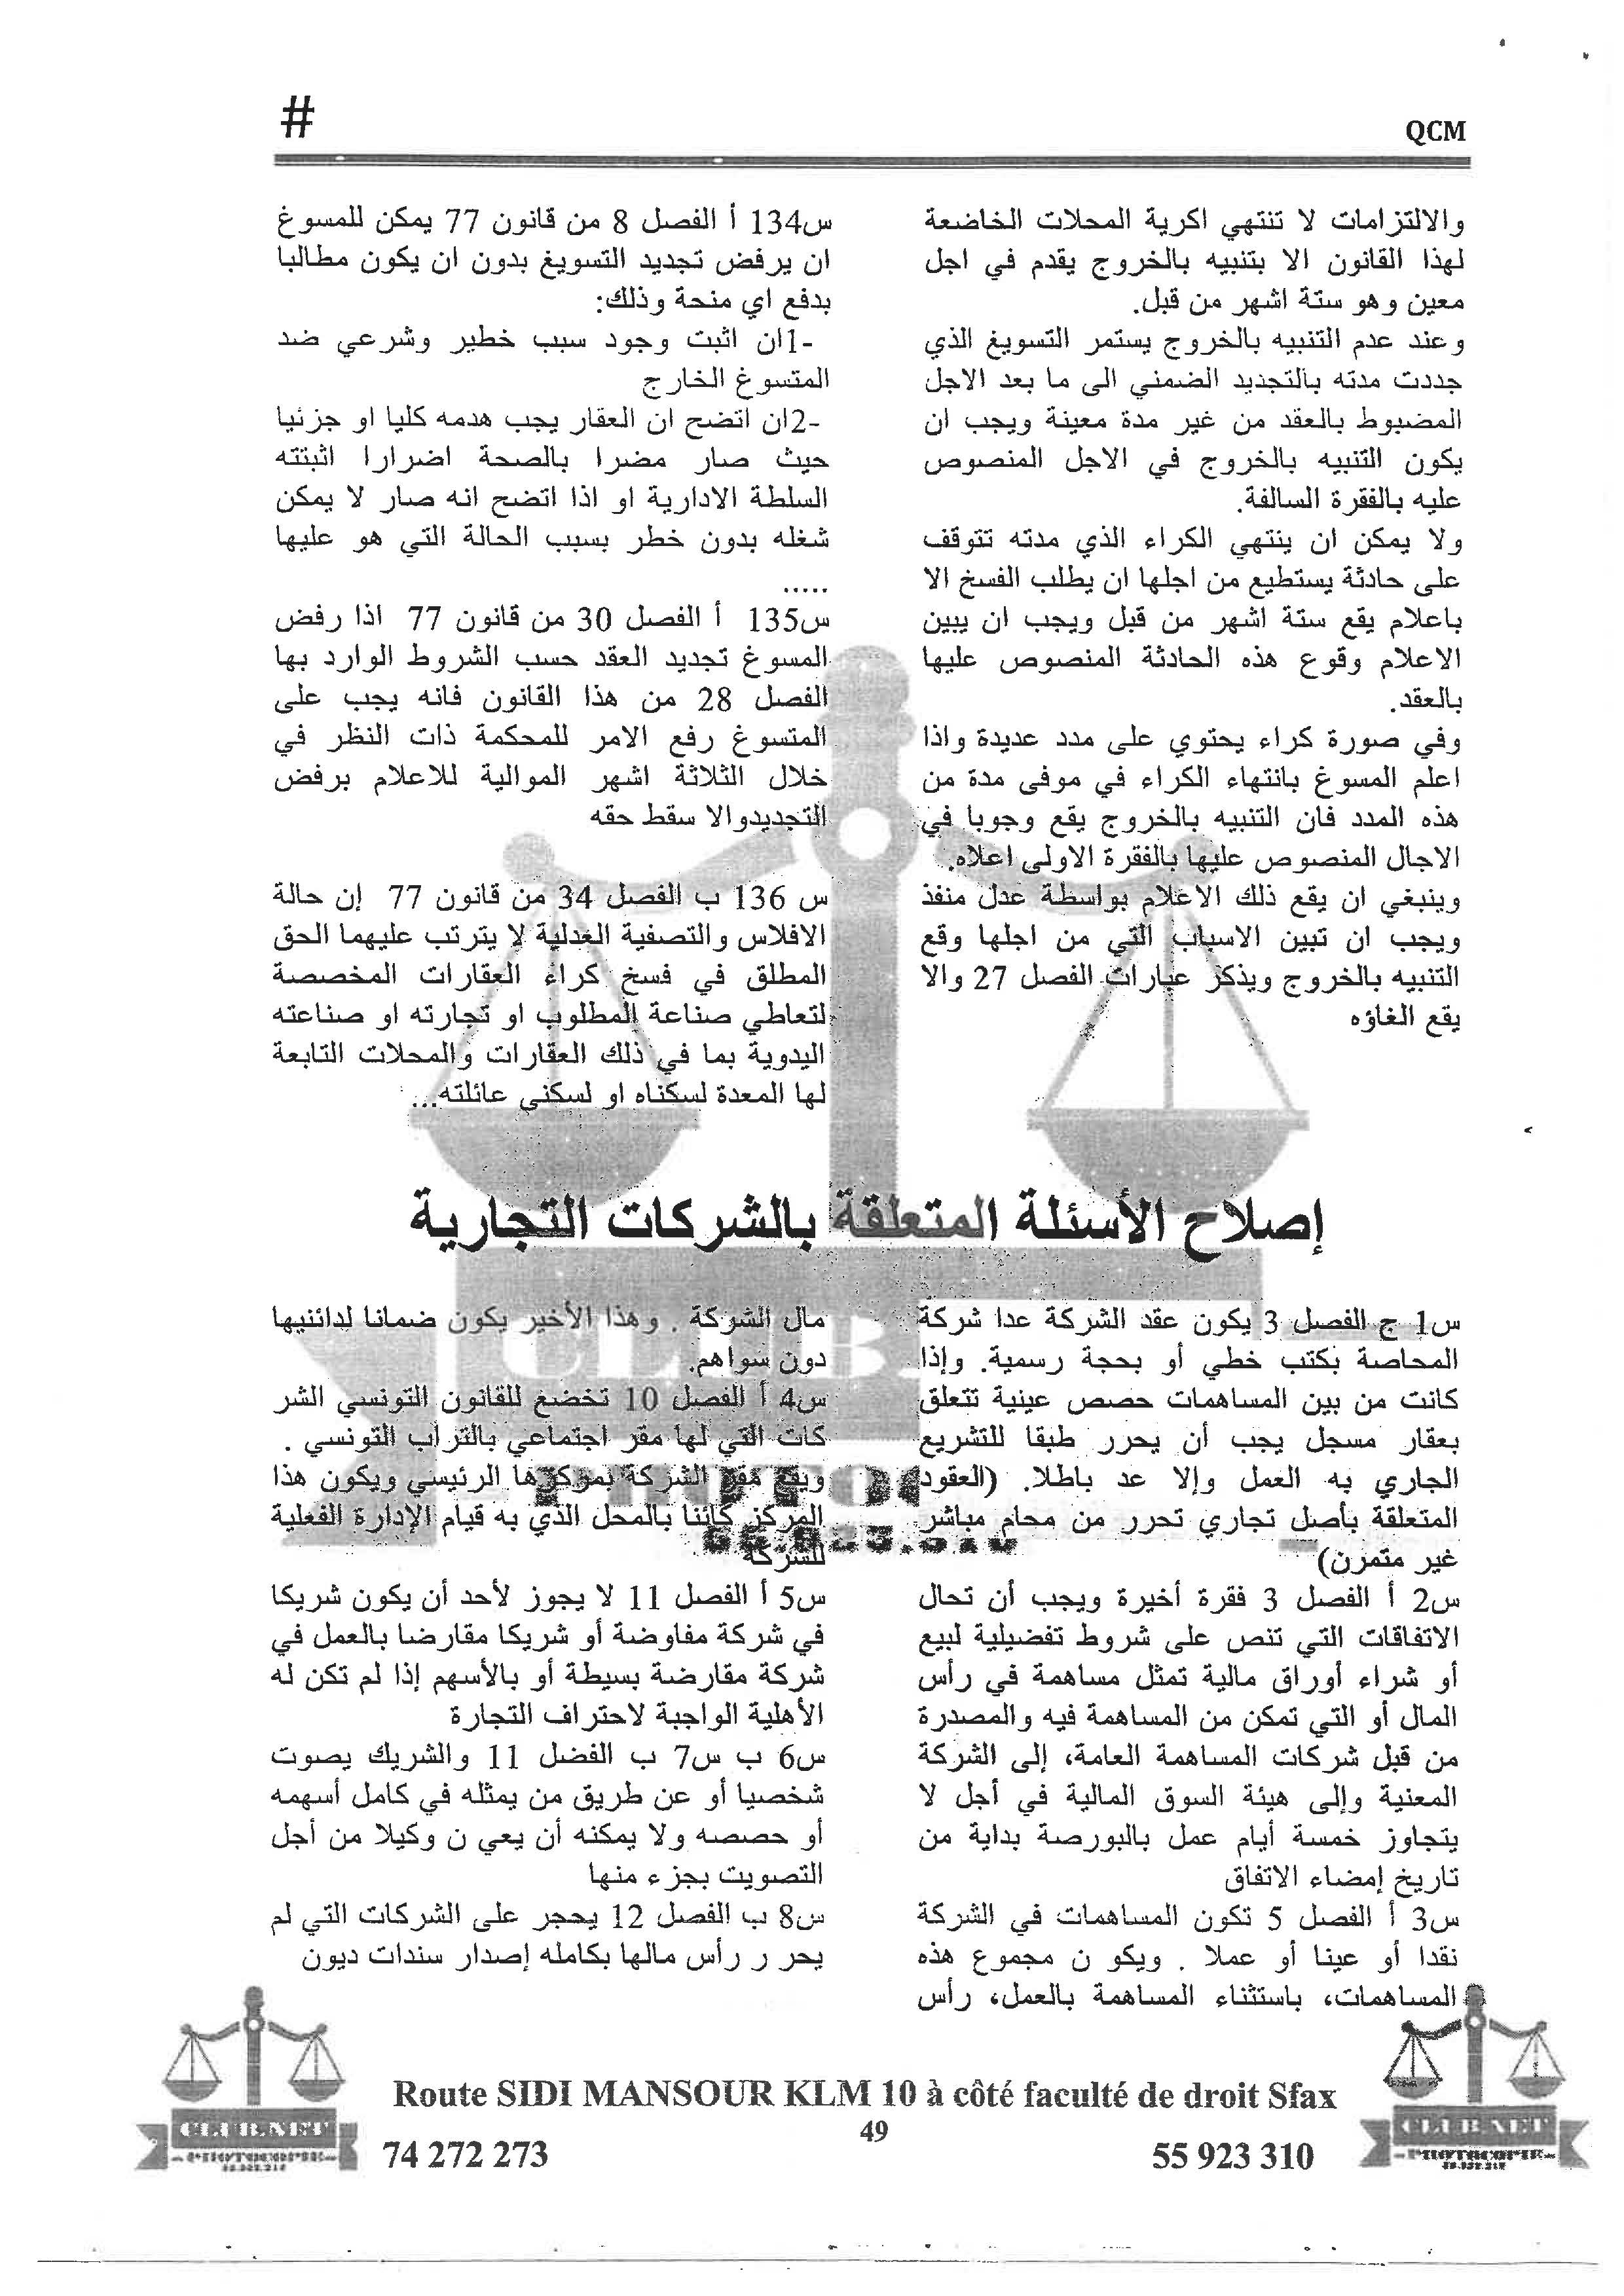 #
QCM
والالتزامات لا تنتهي اكرية المحلات الخاضعة
لهذا القانون الا بتنبيه بالخروج يقدم في اجل
معين وهو ستة اشهر من قبل.
وعند عدم التنبيه بالخروج يستمر التسويغ الذي
جددت مدته بالتجديد الضمني الى ما بعد الاجل
المضبوط بالعقد من غير مدة معينة ويجب ان
يكون التنبيه بالخروج في الاجل المنصوص
عليه بالفقرة السالفة.
ولا يمكن ان ينتهي الكراء الذي مدته تتوقف
على حادثة يستطيع من اجلها ان يطلب الفسخ الا
باعلام يقع ستة اشهر من قبل ويجب ان يبين
الاعلام وقوع هذه الحادثة المنصوص عليها
بالعقد.
وفي صورة كراء يحتوي على مدد عديدة واذا
اعلم المسوغ بانتهاء الكراء في موفى مدة من
هذه المدد فان التنبيه بالخروج يقع وجوبا في
الاجال المنصوص عليها بالفقرة الاولى اعلاه.
وينبغي ان يقع ذلك الاعلام بواسطة عدل منفذ
ويجب ان تبين الاسباب التي من اجلها وقع
التنبيه بالخروج ويذكر عبارات الفصل 27 والا
يقع الغاؤه
س134 أ الفصل 8 من قانون 77 يمكن للمسوغ
ان يرفض تجديد التسويغ بدون ان يكون مطالبا
بدفع اي منحة وذلك:
-1ان اثبت وجود سبب خطير وشرعي ضد
المتسوغ الخارج
-2ان اتضح ان العقار يجب هدمه كليا او جزئيا
حيث صار مضرا بالصحة اضرارا اثبتته
السلطة الادارية او اذا اتضح انه صار لا يمكن
شغله بدون خطر بسبب الحالة التي هو عليها
.....
س135 أ الفصل 30 من قانون 77 اذا رفض
المسوغ تجديد العقد حسب الشروط الوارد بها
الفصل 28 من هذا القانون فانه يجب على
المتسوغ رفع الامر للمحكمة ذات النظر في
خلال الثلاثة اشهر الموالية للاعلام برفض
التجديدوالا سقط حقه
س 136 ب الفصل 34 من قانون 77 إن حالة
الافلاس والتصفية العدلية لا يترتب عليهما الحق
المطلق في فسخ كراء العقارات المخصصة
لتعاطي صناعة المطلوب او تجارته او صناعته
اليدوية بما في ذلك العقارات والمحلات التابعة
لها المعدة لسكناه او لسكنى عائلته...
إصلاح الأسئلة المتعلقة بالشركات التجارية
س1 ج الفصل 3 يكون عقد الشركة عدا شركة
المحاصة بكتب خطي أو بحجة رسمية. وإذا
كانت من بين المساهمات حصص عينية تتعلق
بعقار مسجل يجب أن يحرر طبقا للتشريع
الجاري به العمل وإلا عد باطلا. (العقود
المتعلقة بأصل تجاري تحرر من محام مباشر
غير متمرن)
س2 أ الفصل 3 فقرة أخيرة ويجب أن تحال
الاتفاقات التي تنص على شروط تفضيلية لبيع
أو شراء أوراق مالية تمثل مساهمة في رأس
المال أو التي تمكن من المساهمة فيه والمصدرة
من قبل شركات المساهمة العامة، إلى الشركة
المعنية وإلى هيئة السوق المالية في أجل لا
يتجاوز خمسة أيام عمل بالبورصة بداية من
تاريخ إمضاء الاتفاق
س3 أ الفصل 5 تكون المساهمات في الشركة
نقدا أو عينا أو عملا . ويكو ن مجموع هذه
المساهمات، باستثناء المساهمة بالعمل، رأس
مال الشركة . وهذا الأخير يكون ضمانا لدائنيها
دون سواهم.
س4 أ الفصل 10 تخضع للقانون التونسي الشر
كات التي لها مقر اجتماعي بالتراب التونسي .
ويقع مقر الشركة بمركزها الرئيسي ويكون هذا
المركز كائنا بالمحل الذي به قيام الإدارة الفعلية
للشركة
س5 أ الفصل 11 لا يجوز لأحد أن يكون شريكا
في شركة مفاوضة أو شريكا مقارضا بالعمل في
شركة مقارضة بسيطة أو بالأسهم إذا لم تكن له
الأهلية الواجبة لاحتراف التجارة
س6 ب س7 ب الفضل 11 والشريك يصوت
شخصيا أو عن طريق من يمثله في كامل أسهمه
أو حصصه ولا يمكنه أن يعي ن وكيلا من أجل
التصويت بجزء منها
س8 ب الفصل 12 يحجر على الشركات التي لم
يحر ر رأس مالها بكامله إصدار سندات ديون
Route SIDI MANSOUR KLM 10 à côté faculté de droit Sfax
49
74 272 273
55 923 310
CLUB.NET
PHOTOCOPIE
CLUB.NET
PHOTOCOPIE